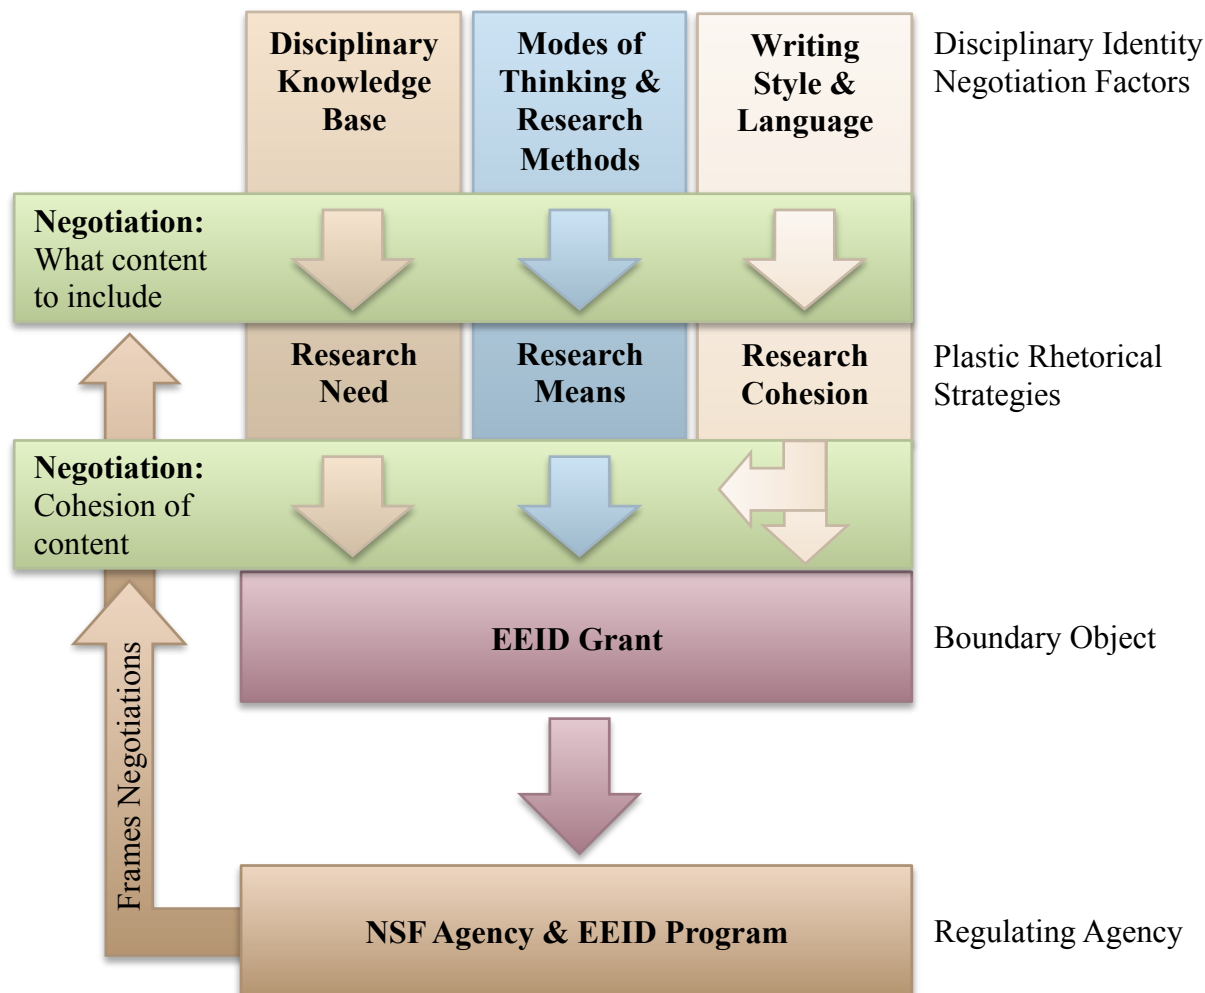 Disciplinary
Knowledge
Base
Modes of
Thinking &
Research
Methods
Writing
Style &
Language
Disciplinary Identity
Negotiation Factors
Negotiation:
What content
to include
Research
Need
Research
Means
Research
Cohesion
Plastic Rhetorical
Strategies
Negotiation:
Cohesion of
content
EEID Grant
Boundary Object
Frames Negotiations
NSF Agency & EEID Program
Regulating Agency